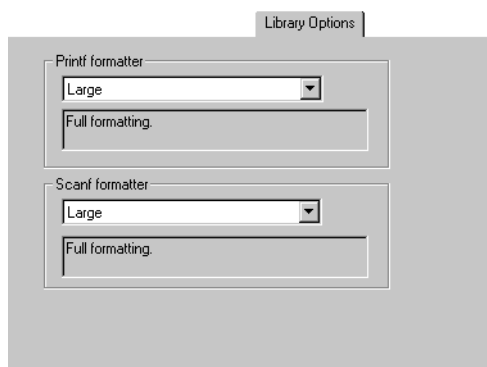 Library Options
Printf formatter
Large
Full formatting.
Scanf formatter
Large
Full formatting.